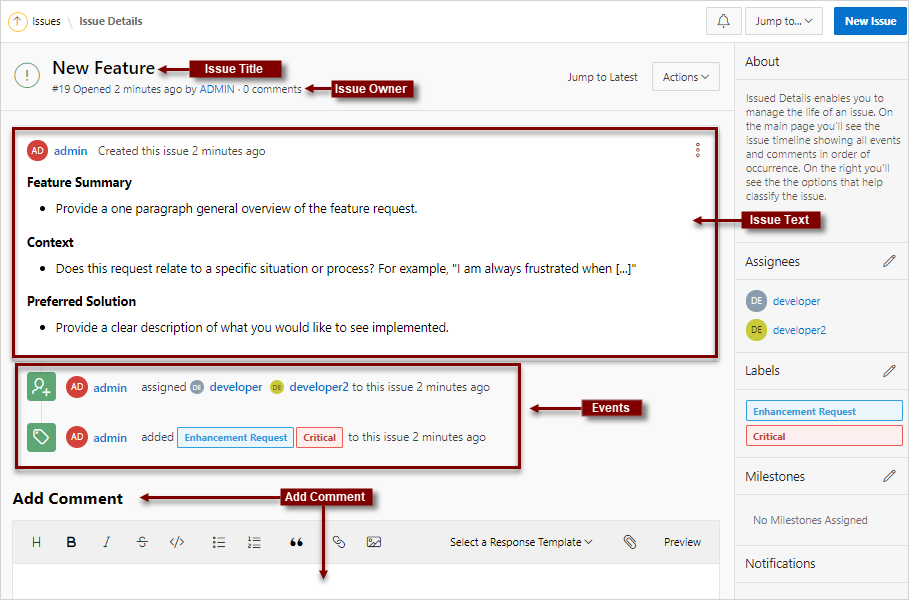 Issues \ Issue Details
Jump to...
New Issue
New Feature
Issue Title
#19 Opened 2 minutes ago by ADMIN · 0 comments
Issue Owner
Jump to Latest
Actions
AD admin Created this issue 2 minutes ago
Feature Summary
• Provide a one paragraph general overview of the feature request.
Context
• Does this request relate to a specific situation or process? For example, "I am always frustrated when [...]"
Preferred Solution
• Provide a clear description of what you would like to see implemented.
Issue Text
AD admin assigned DE developer DE developer2 to this issue 2 minutes ago
AD admin added Enhancement Request Critical to this issue 2 minutes ago
Events
Add Comment
Add Comment
H B I S </> Select a Response Template Preview
About
Issued Details enables you to
manage the life of an issue. On
the main page you'll see the
issue timeline showing all events
and comments in order of
occurrence. On the right you'll
see the the options that help
classify the issue.
Assignees
DE developer
DE developer2
Labels
Enhancement Request
Critical
Milestones
No Milestones Assigned
Notifications